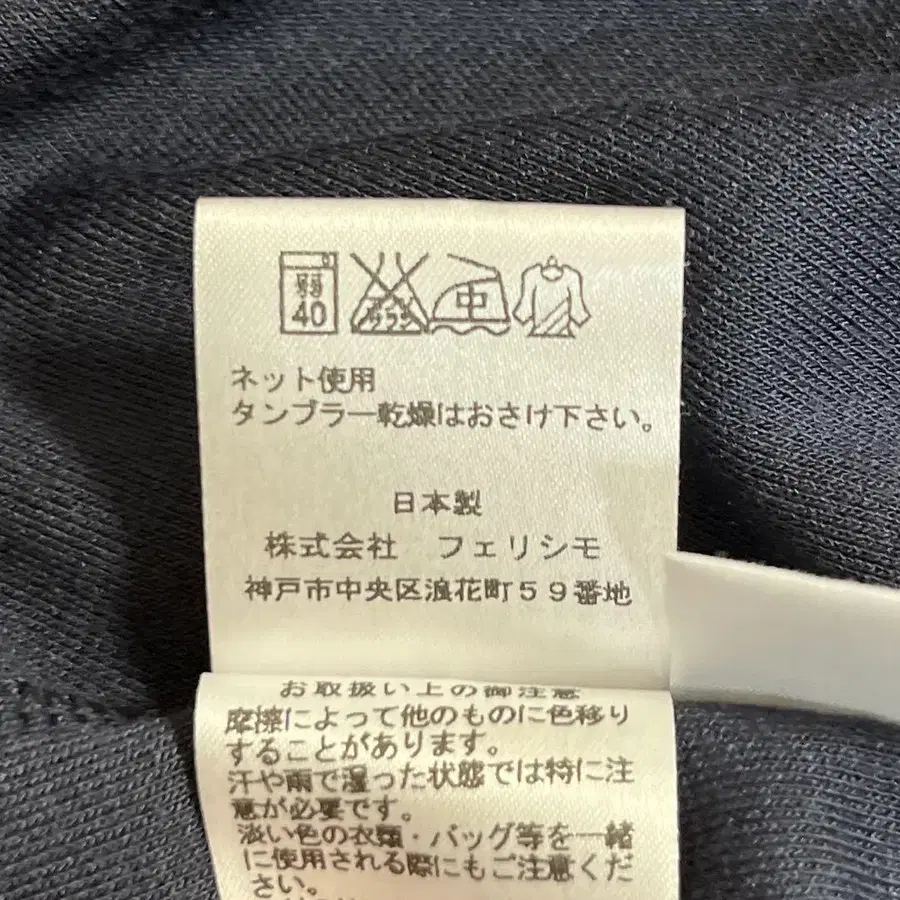 弱
40
エンソサラシ
中
ネット使用
タンブラー乾燥はおさけ下さい。
日本製
株式会社 フェリシモ
神戸市中央区浪花町59番地
お取扱い上の御注意
摩擦によって他のものに色移り
することがあります。
汗や雨で湿った状態では特に注
意が必要です。
淡い色の衣類・バッグ等を一緒
に使用される際にもご注意くだ
さい。